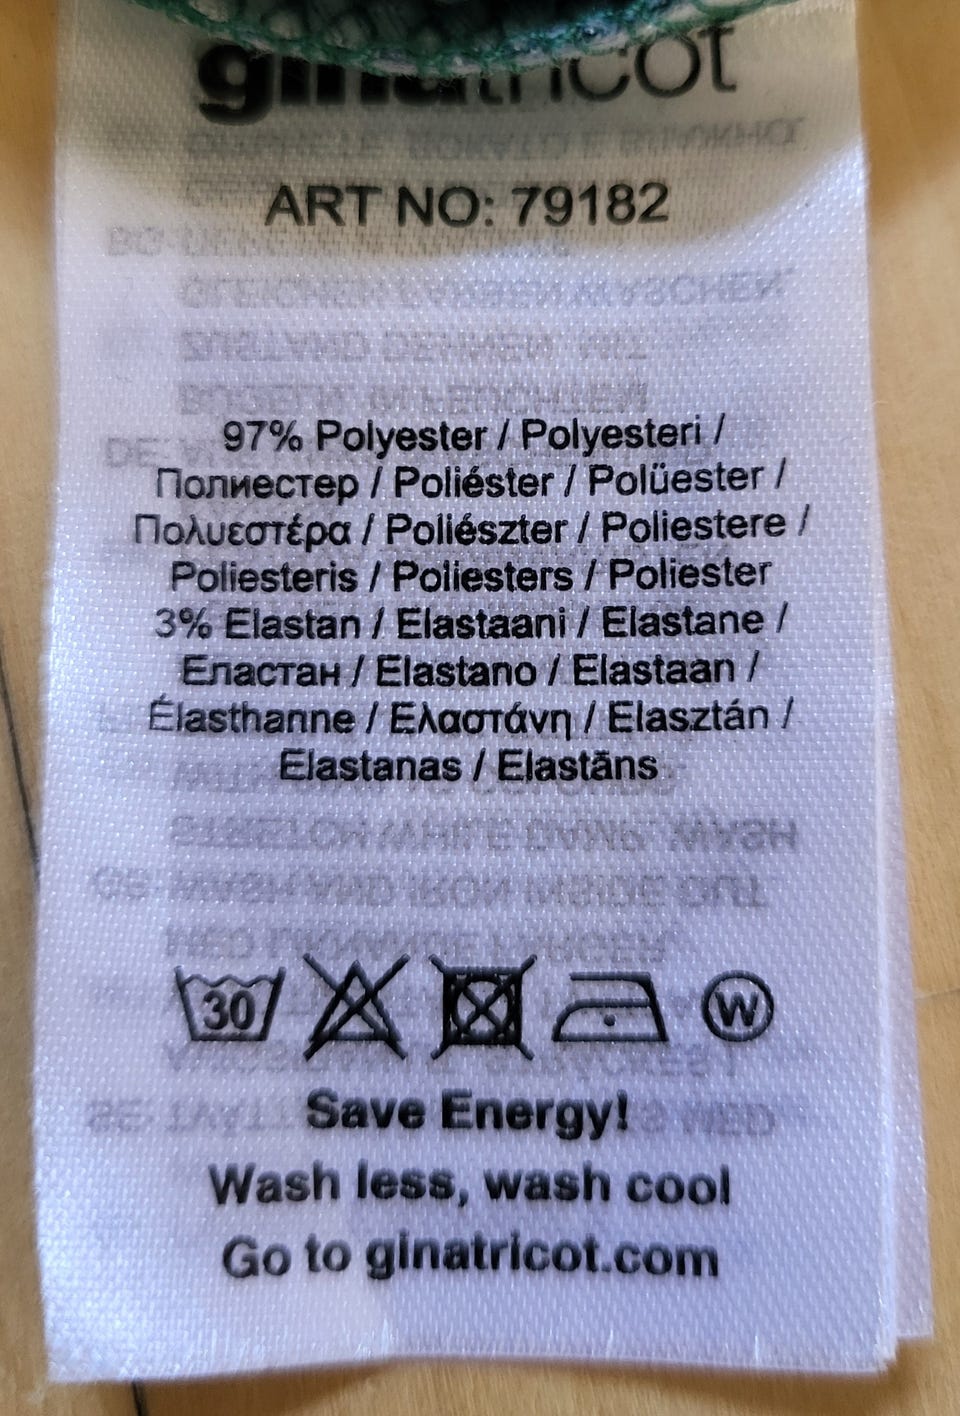 ginatricot
ART NO: 79182
97% Polyester / Polyesteri /
Полиестер / Poliéster / Polüester /
Πολυεστέρα / Poliészter / Poliestere /
Poliesteris / Poliesters / Poliester
3% Elastan / Elastaani / Elastane /
Еластан / Elastano / Elastaan /
Élasthanne / Ελαστάνη / Elasztán /
Elastanas / Elastāns
30 W
Save Energy!
Wash less, wash cool
Go to ginatricot.com